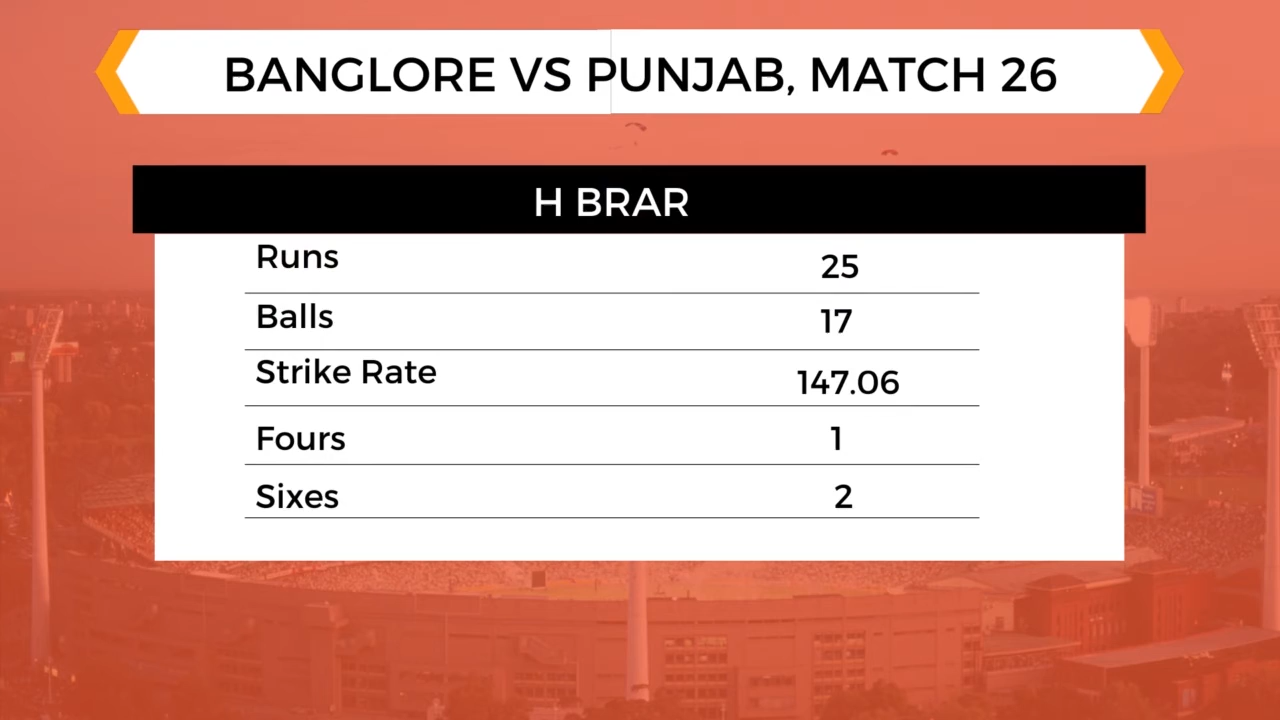 BANGLORE VS PUNJAB, MATCH 26
H BRAR
Runs 25
Balls 17
Strike Rate 147.06
Fours 1
Sixes 2